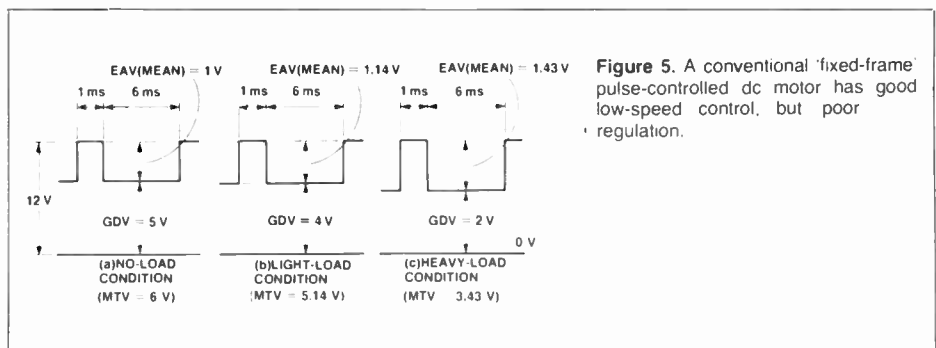 EAV(MEAN) = 1 V
EAV(MEAN) = 1.14 V
EAV(MEAN) = 1.43 V
1 ms 6 ms
1 ms 6 ms
1 ms 6 ms
12 V
GDV = 5 V
GDV = 4 V
GDV = 2 V
0 V
(a)NO-LOAD
CONDITION
(MTV = 6 V)
(b)LIGHT-LOAD
CONDITION
(MTV = 5.14 V)
(c)HEAVY-LOAD
CONDITION
(MTV 3.43 V)
Figure 5. A conventional 'fixed-frame'
pulse-controlled dc motor has good
low-speed control, but poor
regulation.